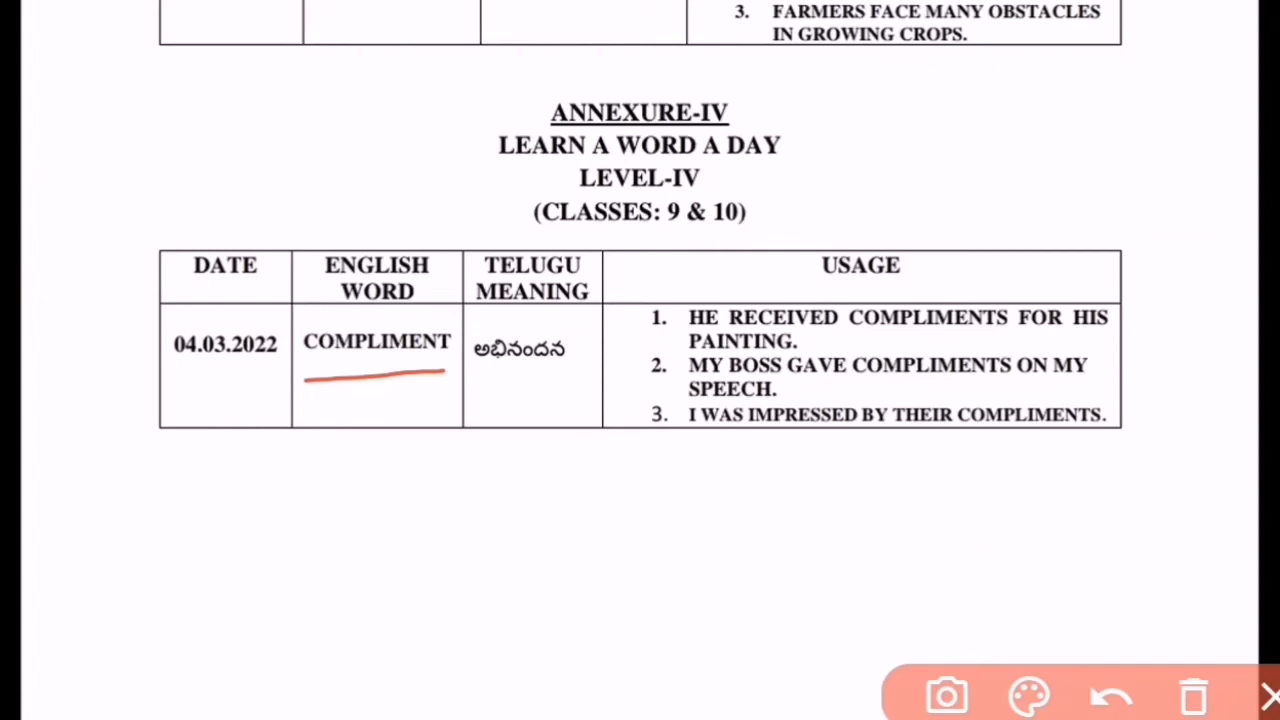 3. FARMERS FACE MANY OBSTACLES
IN GROWING CROPS.
ANNEXURE-IV
LEARN A WORD A DAY
LEVEL-IV
(CLASSES: 9 & 10)
DATE
ENGLISH
WORD
TELUGU
MEANING
USAGE
04.03.2022
COMPLIMENT
అభినందన
1. HE RECEIVED COMPLIMENTS FOR HIS
PAINTING.
2. MY BOSS GAVE COMPLIMENTS ON MY
SPEECH.
3. I WAS IMPRESSED BY THEIR COMPLIMENTS.